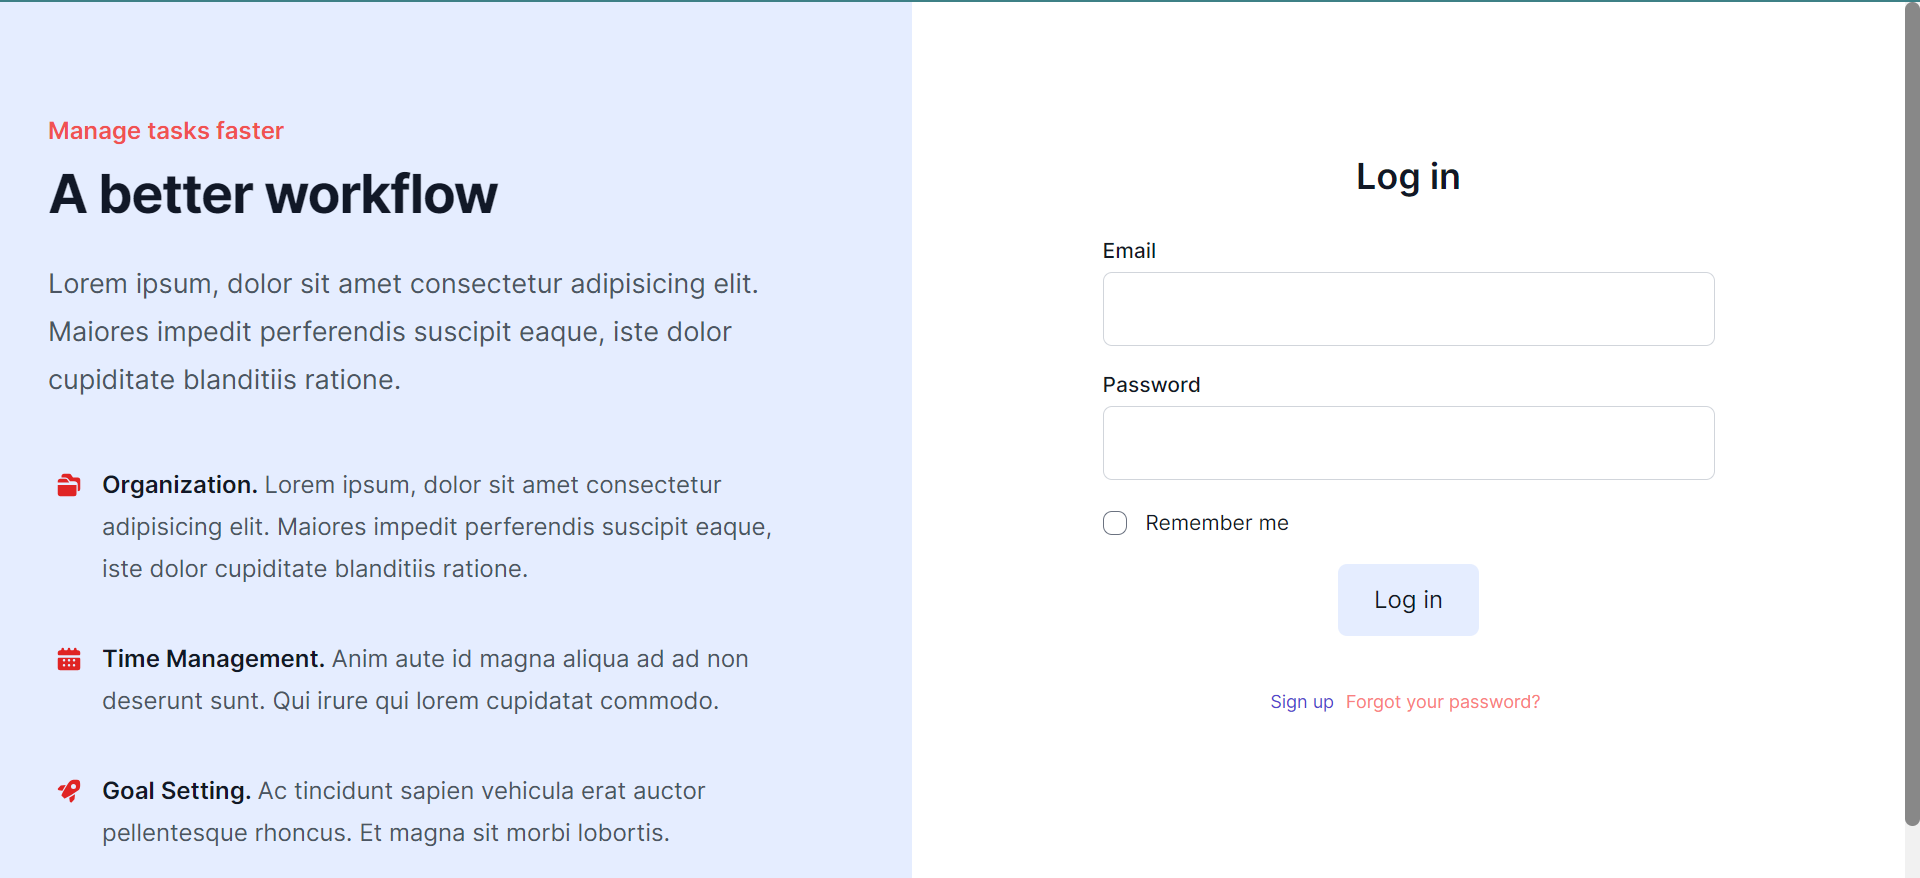 Manage tasks faster
A better workflow
Lorem ipsum, dolor sit amet consectetur adipisicing elit.
Maiores impedit perferendis suscipit eaque, iste dolor
cupiditate blanditiis ratione.
Organization. Lorem ipsum, dolor sit amet consectetur
adipisicing elit. Maiores impedit perferendis suscipit eaque,
iste dolor cupiditate blanditiis ratione.
Time Management. Anim aute id magna aliqua ad ad non
deserunt sunt. Qui irure qui lorem cupidatat commodo.
Goal Setting. Ac tincidunt sapien vehicula erat auctor
pellentesque rhoncus. Et magna sit morbi lobortis.
Log in
Email
Password
Remember me
Log in
Sign up Forgot your password?